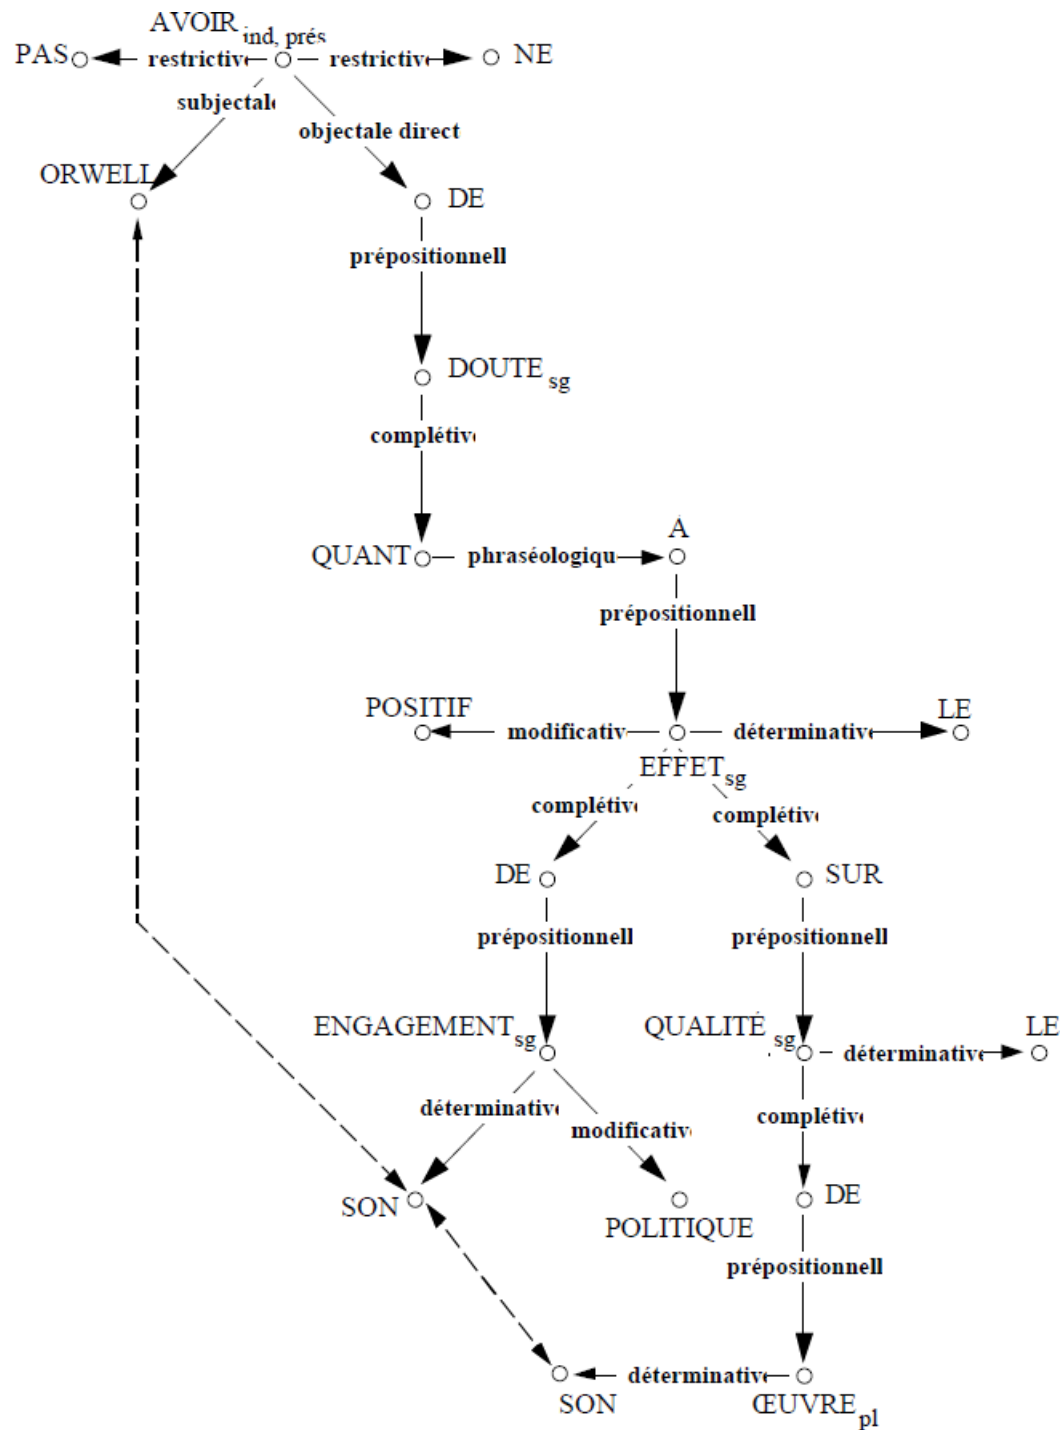 AVOIR ind, prés
PAS restrictive restrictive NE
subjectale
objectale direct
ORWELL
DE
prépositionnell
DOUTE sg
complétive
À
QUANT phraséologiqu
prépositionnell
POSITIF LE
modificativ déterminative
EFFET sg
complétive complétive
DE SUR
prépositionnell prépositionnell
ENGAGEMENT sg QUALITÉ sg LE
déterminative
déterminative complétive
modificative
SON DE
POLITIQUE
prépositionnell
déterminative
SON ŒUVRE pl